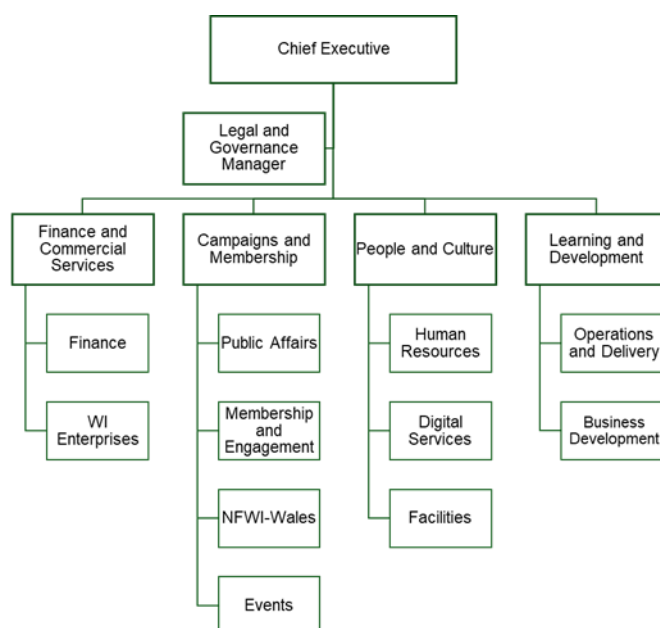 Chief Executive
Legal and
Governance
Manager
Finance and
Commercial
Services
Campaigns and
Membership
People and Culture
Learning and
Development
Finance
WI
Enterprises
Public Affairs
Membership
and
Engagement
NFWI-Wales
Events
Human
Resources
Digital
Services
Facilities
Operations
and Delivery
Business
Development